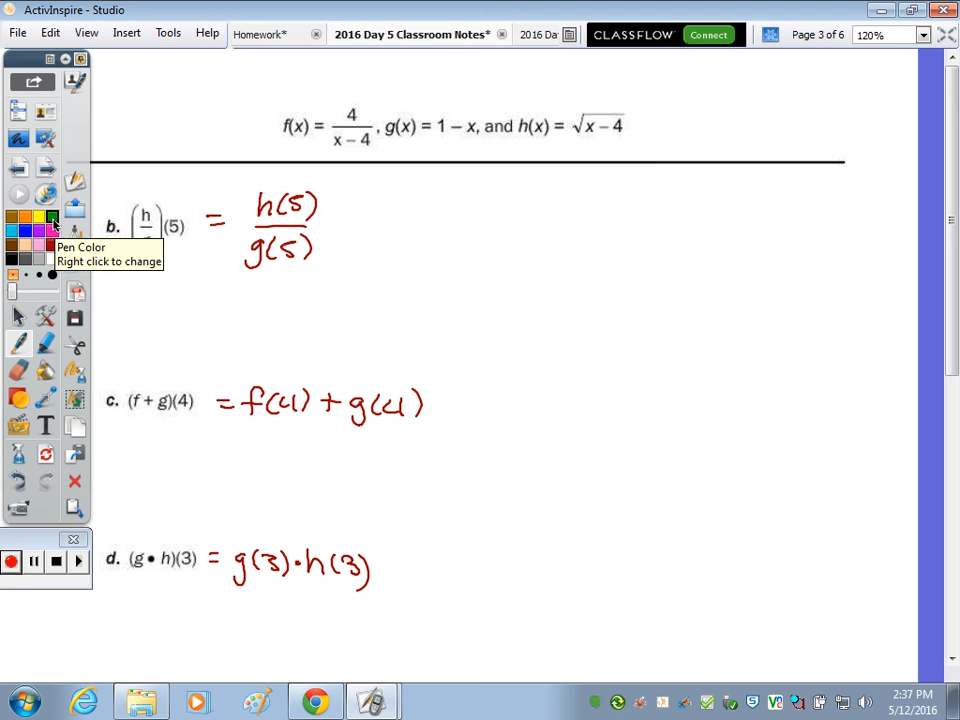 ActivInspire - Studio
File Edit View Insert Tools Help
Homework* 2016 Day 5 Classroom Notes* 2016 Da
CLASSFLOW Connect
Page 3 of 6 120%
f(x) = 4/(x – 4), g(x) = 1 – x, and h(x) = √(x – 4)
b. (h/ )(5) = h(5)/g(5)
Pen Color
Right click to change
c. (f + g)(4) = f(4) + g(4)
d. (g • h)(3) = g(3) · h(3)
2:37 PM
5/12/2016